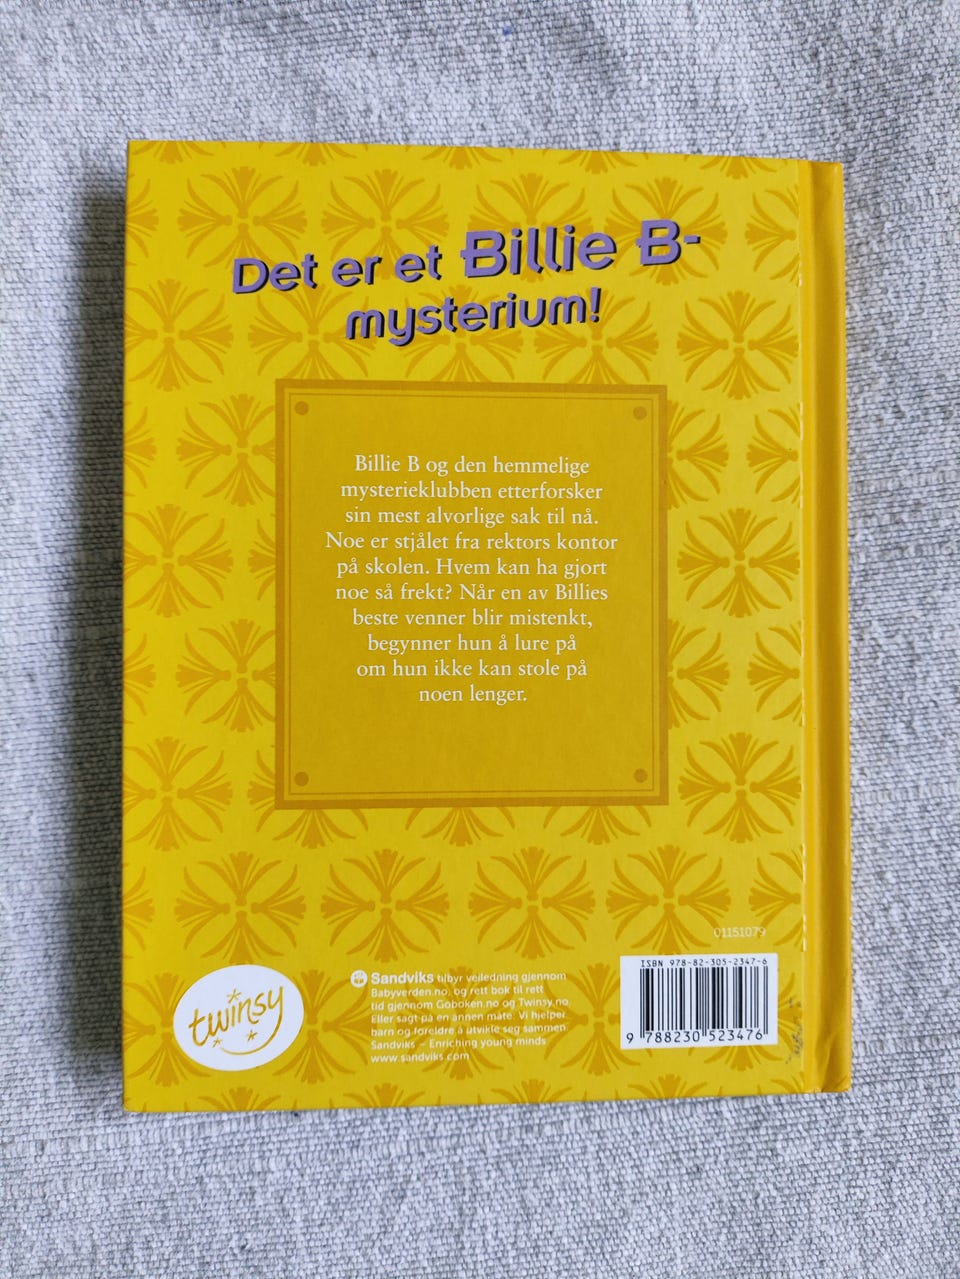 Det er et Billie B-
mysterium!
Billie B og den hemmelige
mysterieklubben etterforsker
sin mest alvorlige sak til nå.
Noe er stjålet fra rektors kontor
på skolen. Hvem kan ha gjort
noe så frekt? Når en av Billies
beste venner blir mistenkt,
begynner hun å lure på
om hun ikke kan stole på
noen lenger.
01151079
twinsy
Sandviks tilbyr veiledning gjennom
Babyverden.no, og rett bok til rett
tid gjennom Goboken.no og Twinsy.no.
Eller sagt på en annen måte: Vi hjelper
barn og foreldre å utvikle seg sammen.
Sandviks – Enriching young minds
www.sandviks.com
ISBN 978-82-305-2347-6
9 788230 523476